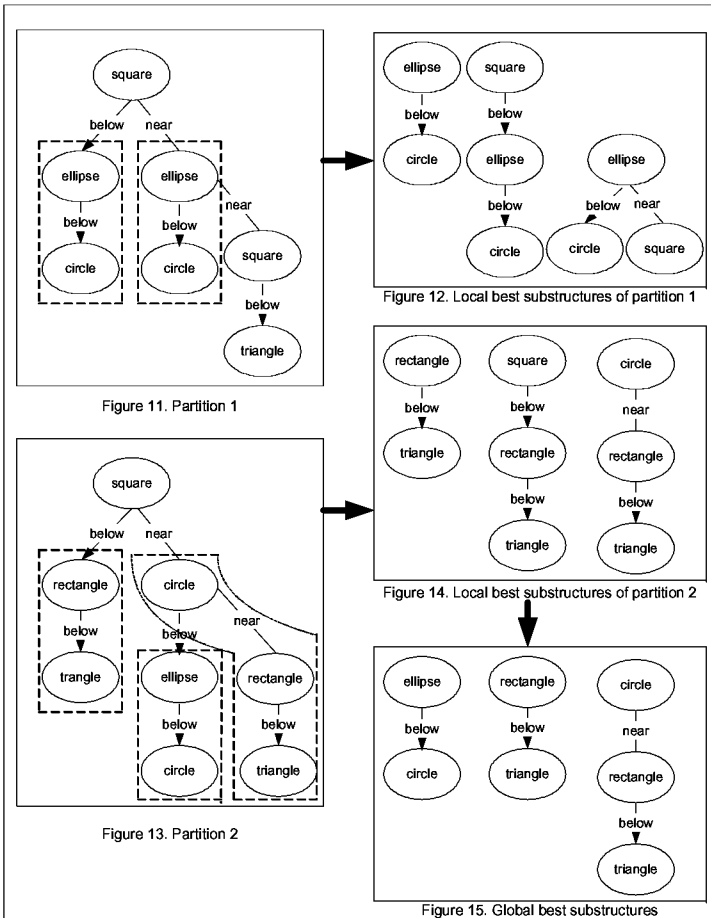 square
below near
ellipse ellipse
below below near
circle circle square
below
triangle
Figure 11. Partition 1
ellipse square
below below
circle ellipse ellipse
below below near
circle circle square
Figure 12. Local best substructures of partition 1
square
below near
rectangle circle
below below near
trangle ellipse rectangle
below below
circle triangle
Figure 13. Partition 2
rectangle square circle
below below near
triangle rectangle rectangle
below below
triangle triangle
Figure 14. Local best substructures of partition 2
ellipse rectangle circle
below below near
circle triangle rectangle
below
triangle
Figure 15. Global best substructures